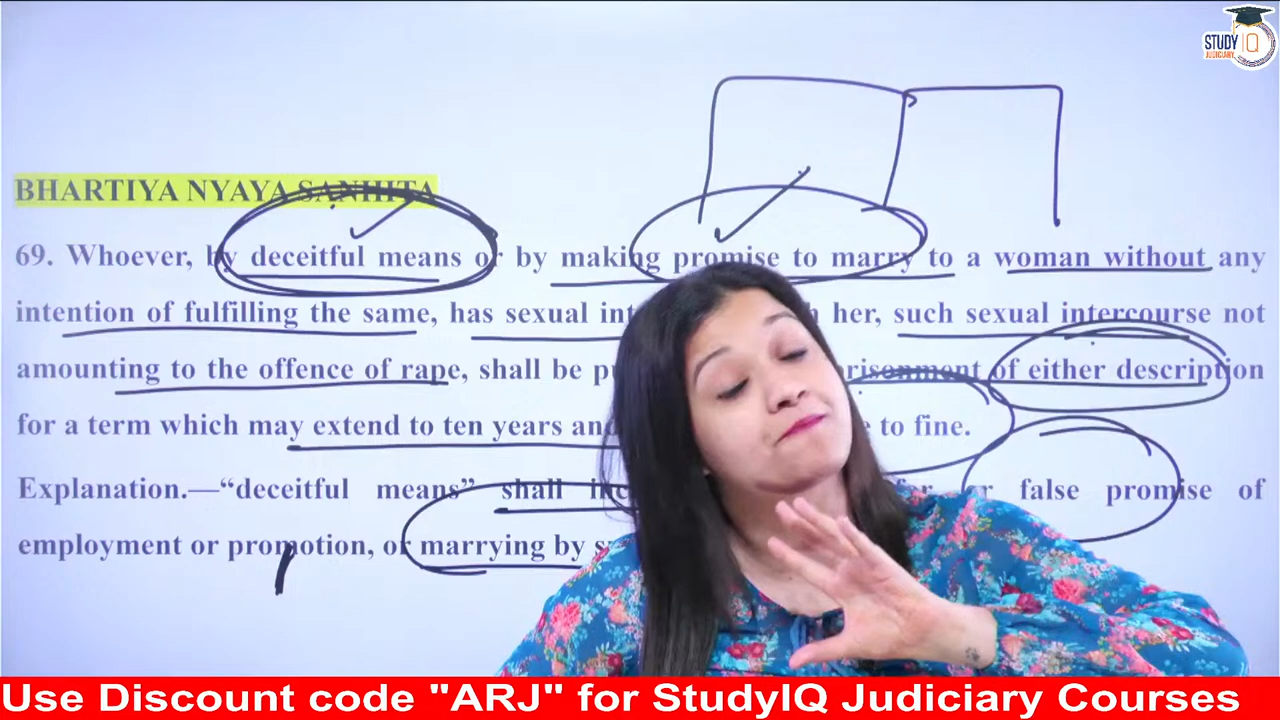 STUDY IQ
JUDICIARY
BHARTIYA NYAYA SANHITA
69. Whoever, by deceitful means or by making promise to marry to a woman without any
intention of fulfilling the same, has sexual her, such sexual intercourse not
amounting to the offence of rape, shall be of either description
for a term which may extend to ten years and to fine.
Explanation.—“deceitful means” shall false promise of
employment or promotion, or marrying by
Use Discount code "ARJ" for StudyIQ Judiciary Courses